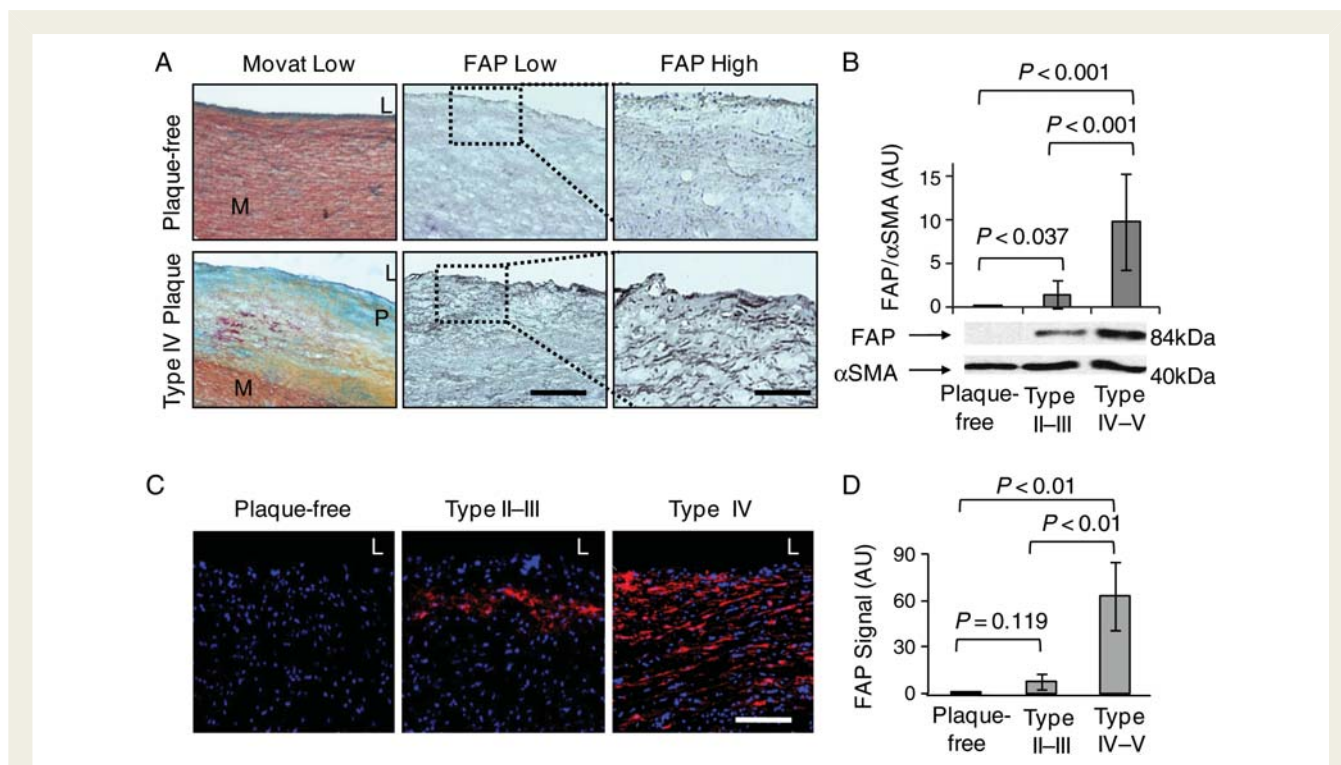 A
Movat Low
FAP Low
FAP High
Plaque-free
L
M
Type IV Plaque
L
P
M
B
P < 0.001
P < 0.001
P < 0.037
FAP/αSMA (AU)
15
10
5
0
FAP
84kDa
αSMA
40kDa
Plaque-
free
Type
II–III
Type
IV–V
C
Plaque-free
Type II–III
Type IV
L
L
L
D
P < 0.01
P < 0.01
P = 0.119
FAP Signal (AU)
90
60
30
0
Plaque-
free
Type
II–III
Type
IV–V